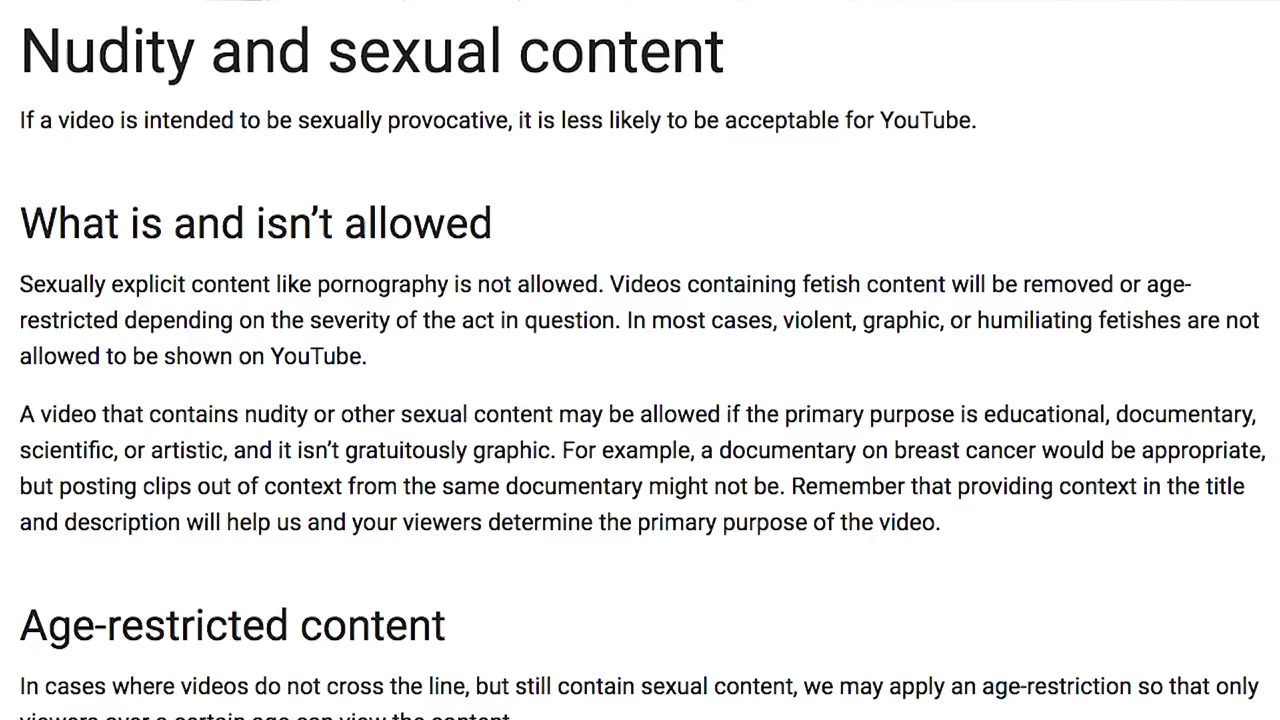 Nudity and sexual content
If a video is intended to be sexually provocative, it is less likely to be acceptable for YouTube.
What is and isn’t allowed
Sexually explicit content like pornography is not allowed. Videos containing fetish content will be removed or age-
restricted depending on the severity of the act in question. In most cases, violent, graphic, or humiliating fetishes are not
allowed to be shown on YouTube.
A video that contains nudity or other sexual content may be allowed if the primary purpose is educational, documentary,
scientific, or artistic, and it isn’t gratuitously graphic. For example, a documentary on breast cancer would be appropriate,
but posting clips out of context from the same documentary might not be. Remember that providing context in the title
and description will help us and your viewers determine the primary purpose of the video.
Age-restricted content
In cases where videos do not cross the line, but still contain sexual content, we may apply an age-restriction so that only
viewers over a certain age can view the content.